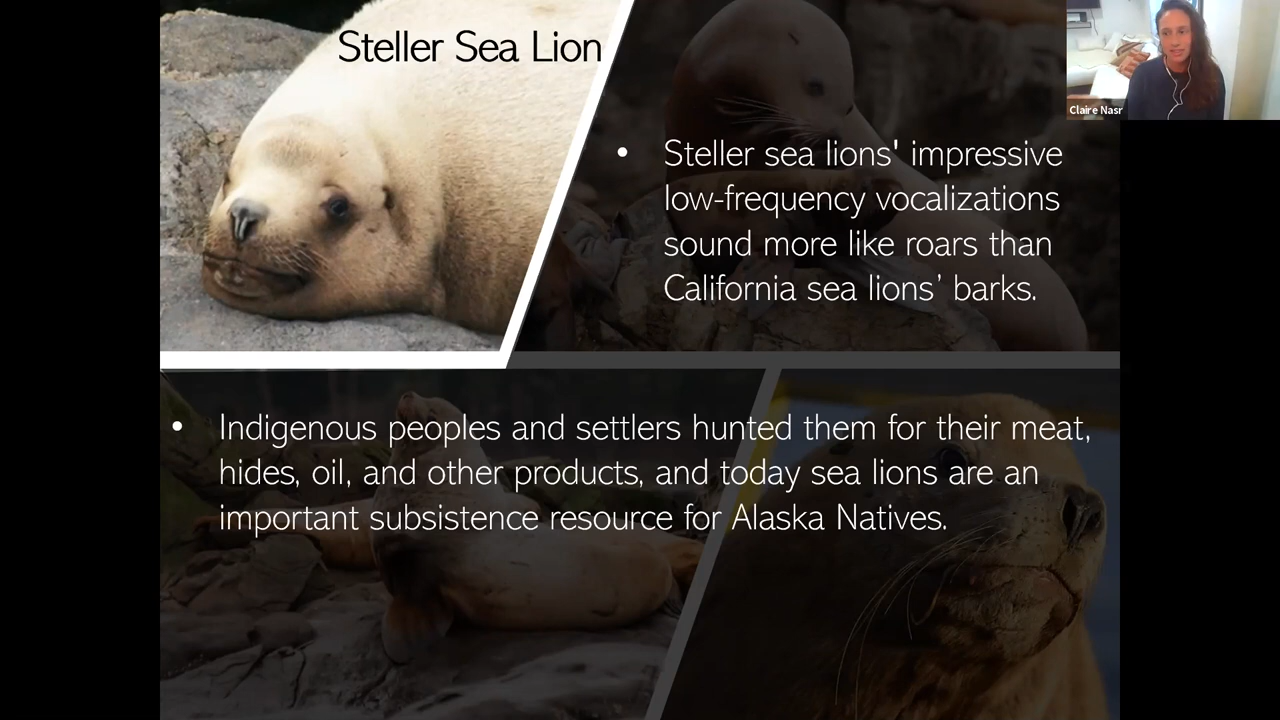 Steller Sea Lion
Claire Nasr
• Steller sea lions' impressive
low-frequency vocalizations
sound more like roars than
California sea lions’ barks.
• Indigenous peoples and settlers hunted them for their meat,
hides, oil, and other products, and today sea lions are an
important subsistence resource for Alaska Natives.